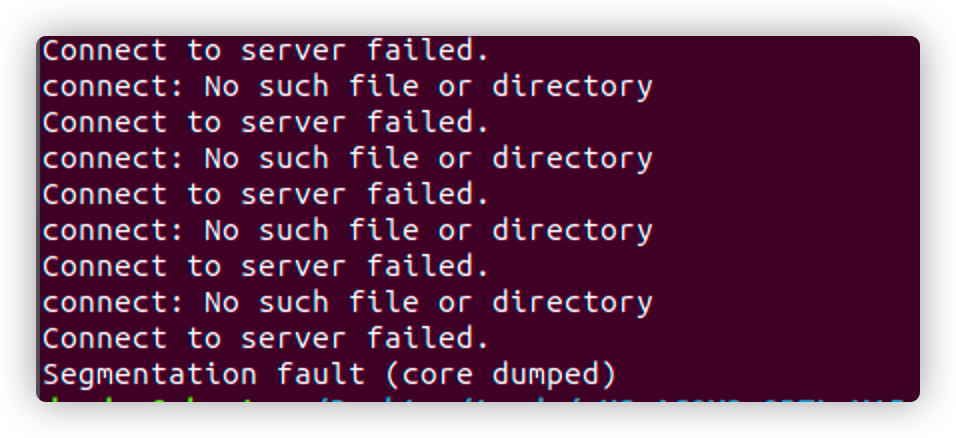 Connect to server failed.
connect: No such file or directory
Connect to server failed.
connect: No such file or directory
Connect to server failed.
connect: No such file or directory
Connect to server failed.
connect: No such file or directory
Connect to server failed.
Segmentation fault (core dumped)